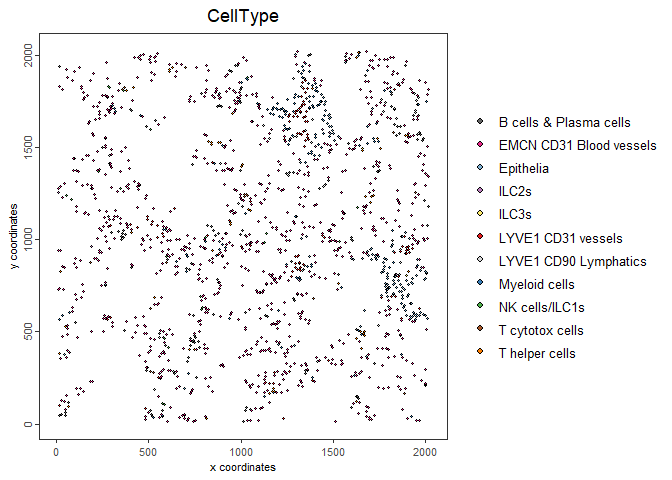 CellType
2000
1500
1000
500
0
y coordinates
0
500
1000
1500
2000
x coordinates
B cells & Plasma cells
EMCN CD31 Blood vessels
Epithelia
ILC2s
ILC3s
LYVE1 CD31 vessels
LYVE1 CD90 Lymphatics
Myeloid cells
NK cells/ILC1s
T cytotox cells
T helper cells